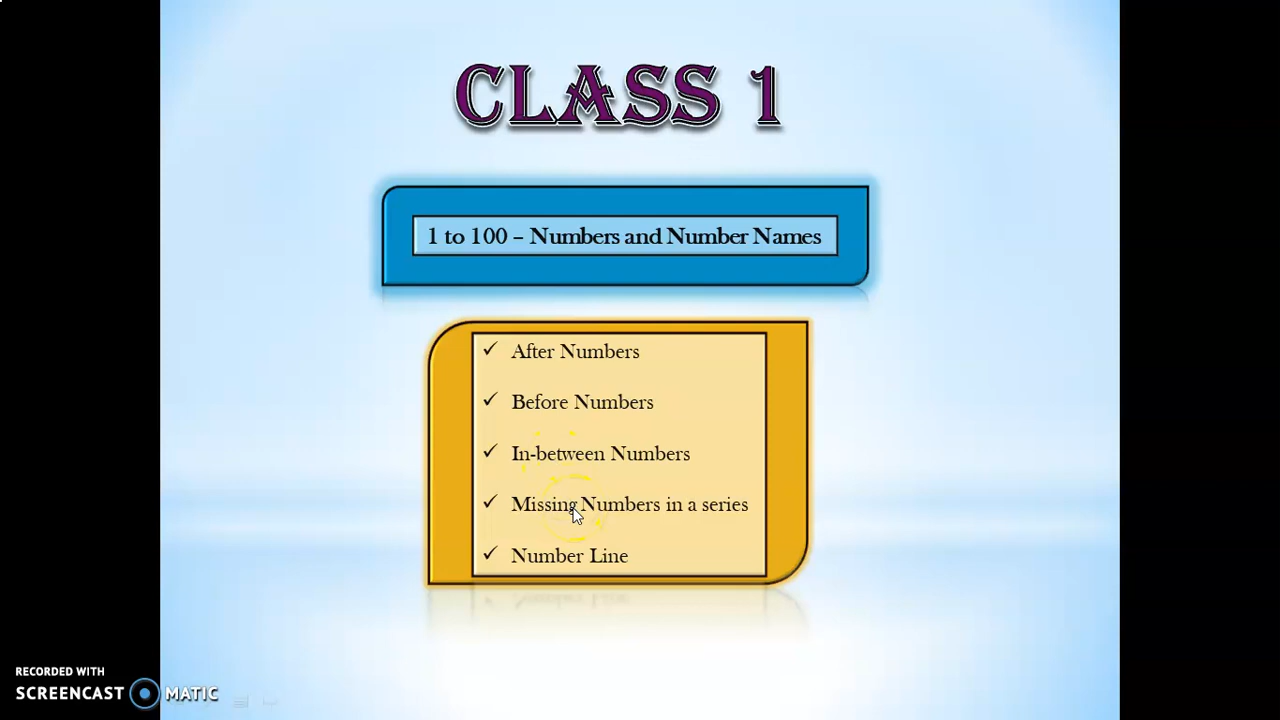 CLASS 1
1 to 100 – Numbers and Number Names
✓ After Numbers
✓ Before Numbers
✓ In-between Numbers
✓ Missing Numbers in a series
✓ Number Line
RECORDED WITH
SCREENCAST MATIC